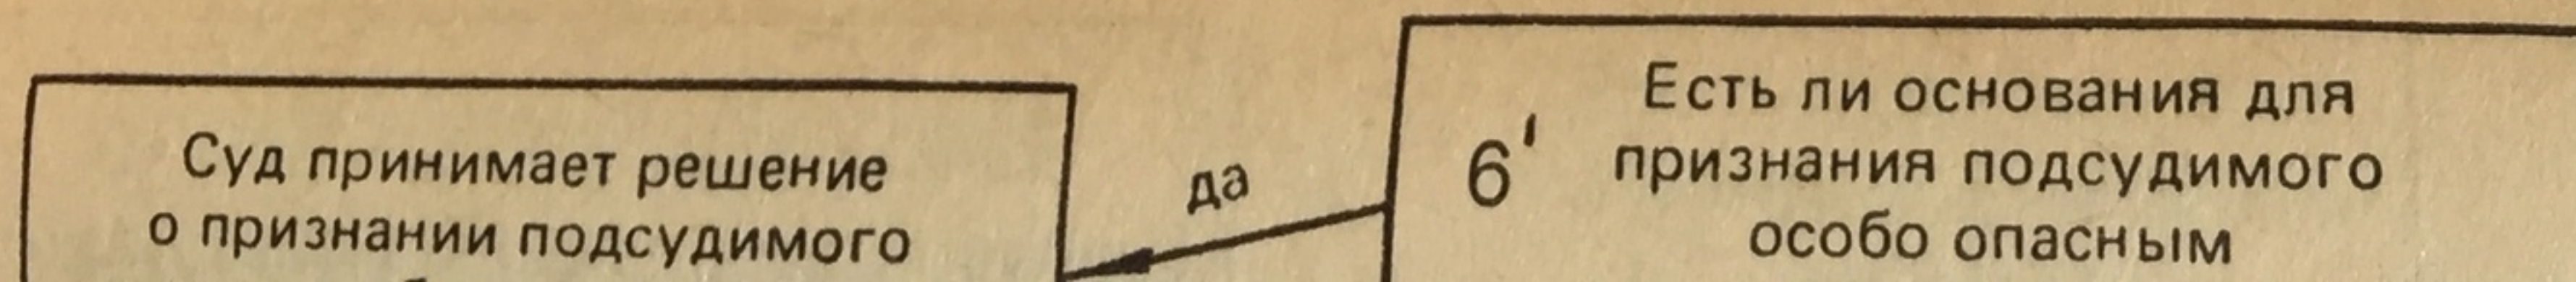 Суд принимает решение
о признании подсудимого
да
6'
Есть ли основания для
признания подсудимого
особо опасным